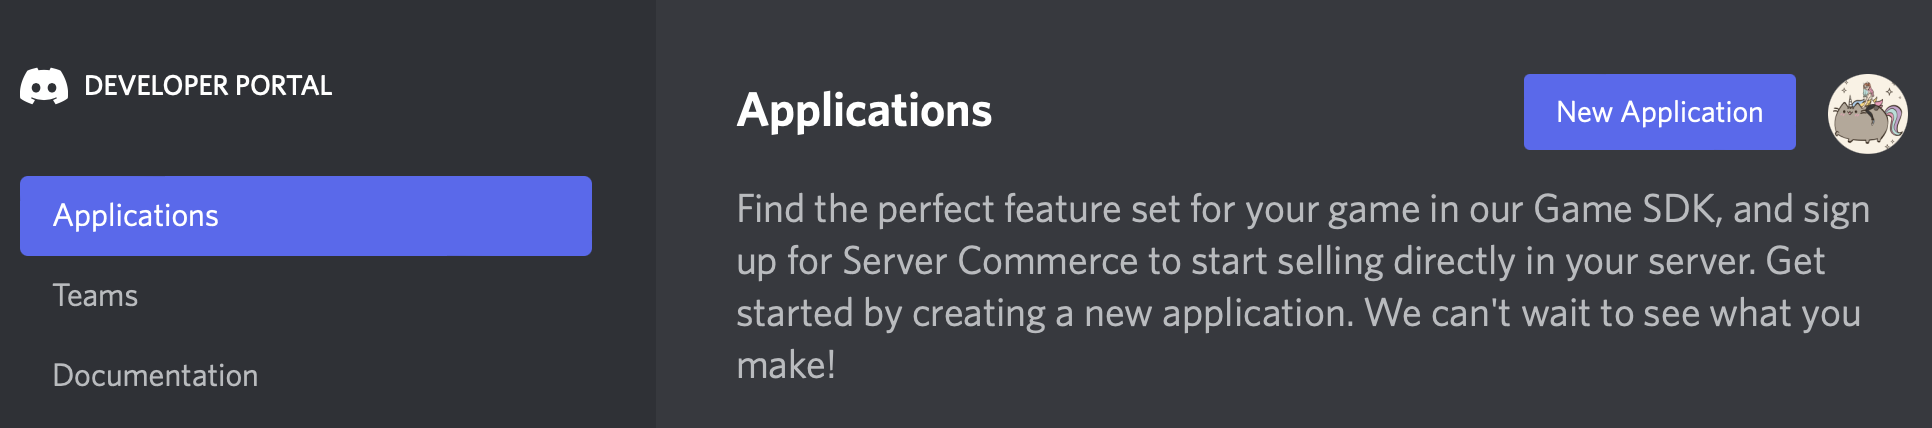 DEVELOPER PORTAL
Applications
Teams
Documentation
Applications
New Application
Find the perfect feature set for your game in our Game SDK, and sign
up for Server Commerce to start selling directly in your server. Get
started by creating a new application. We can't wait to see what you
make!